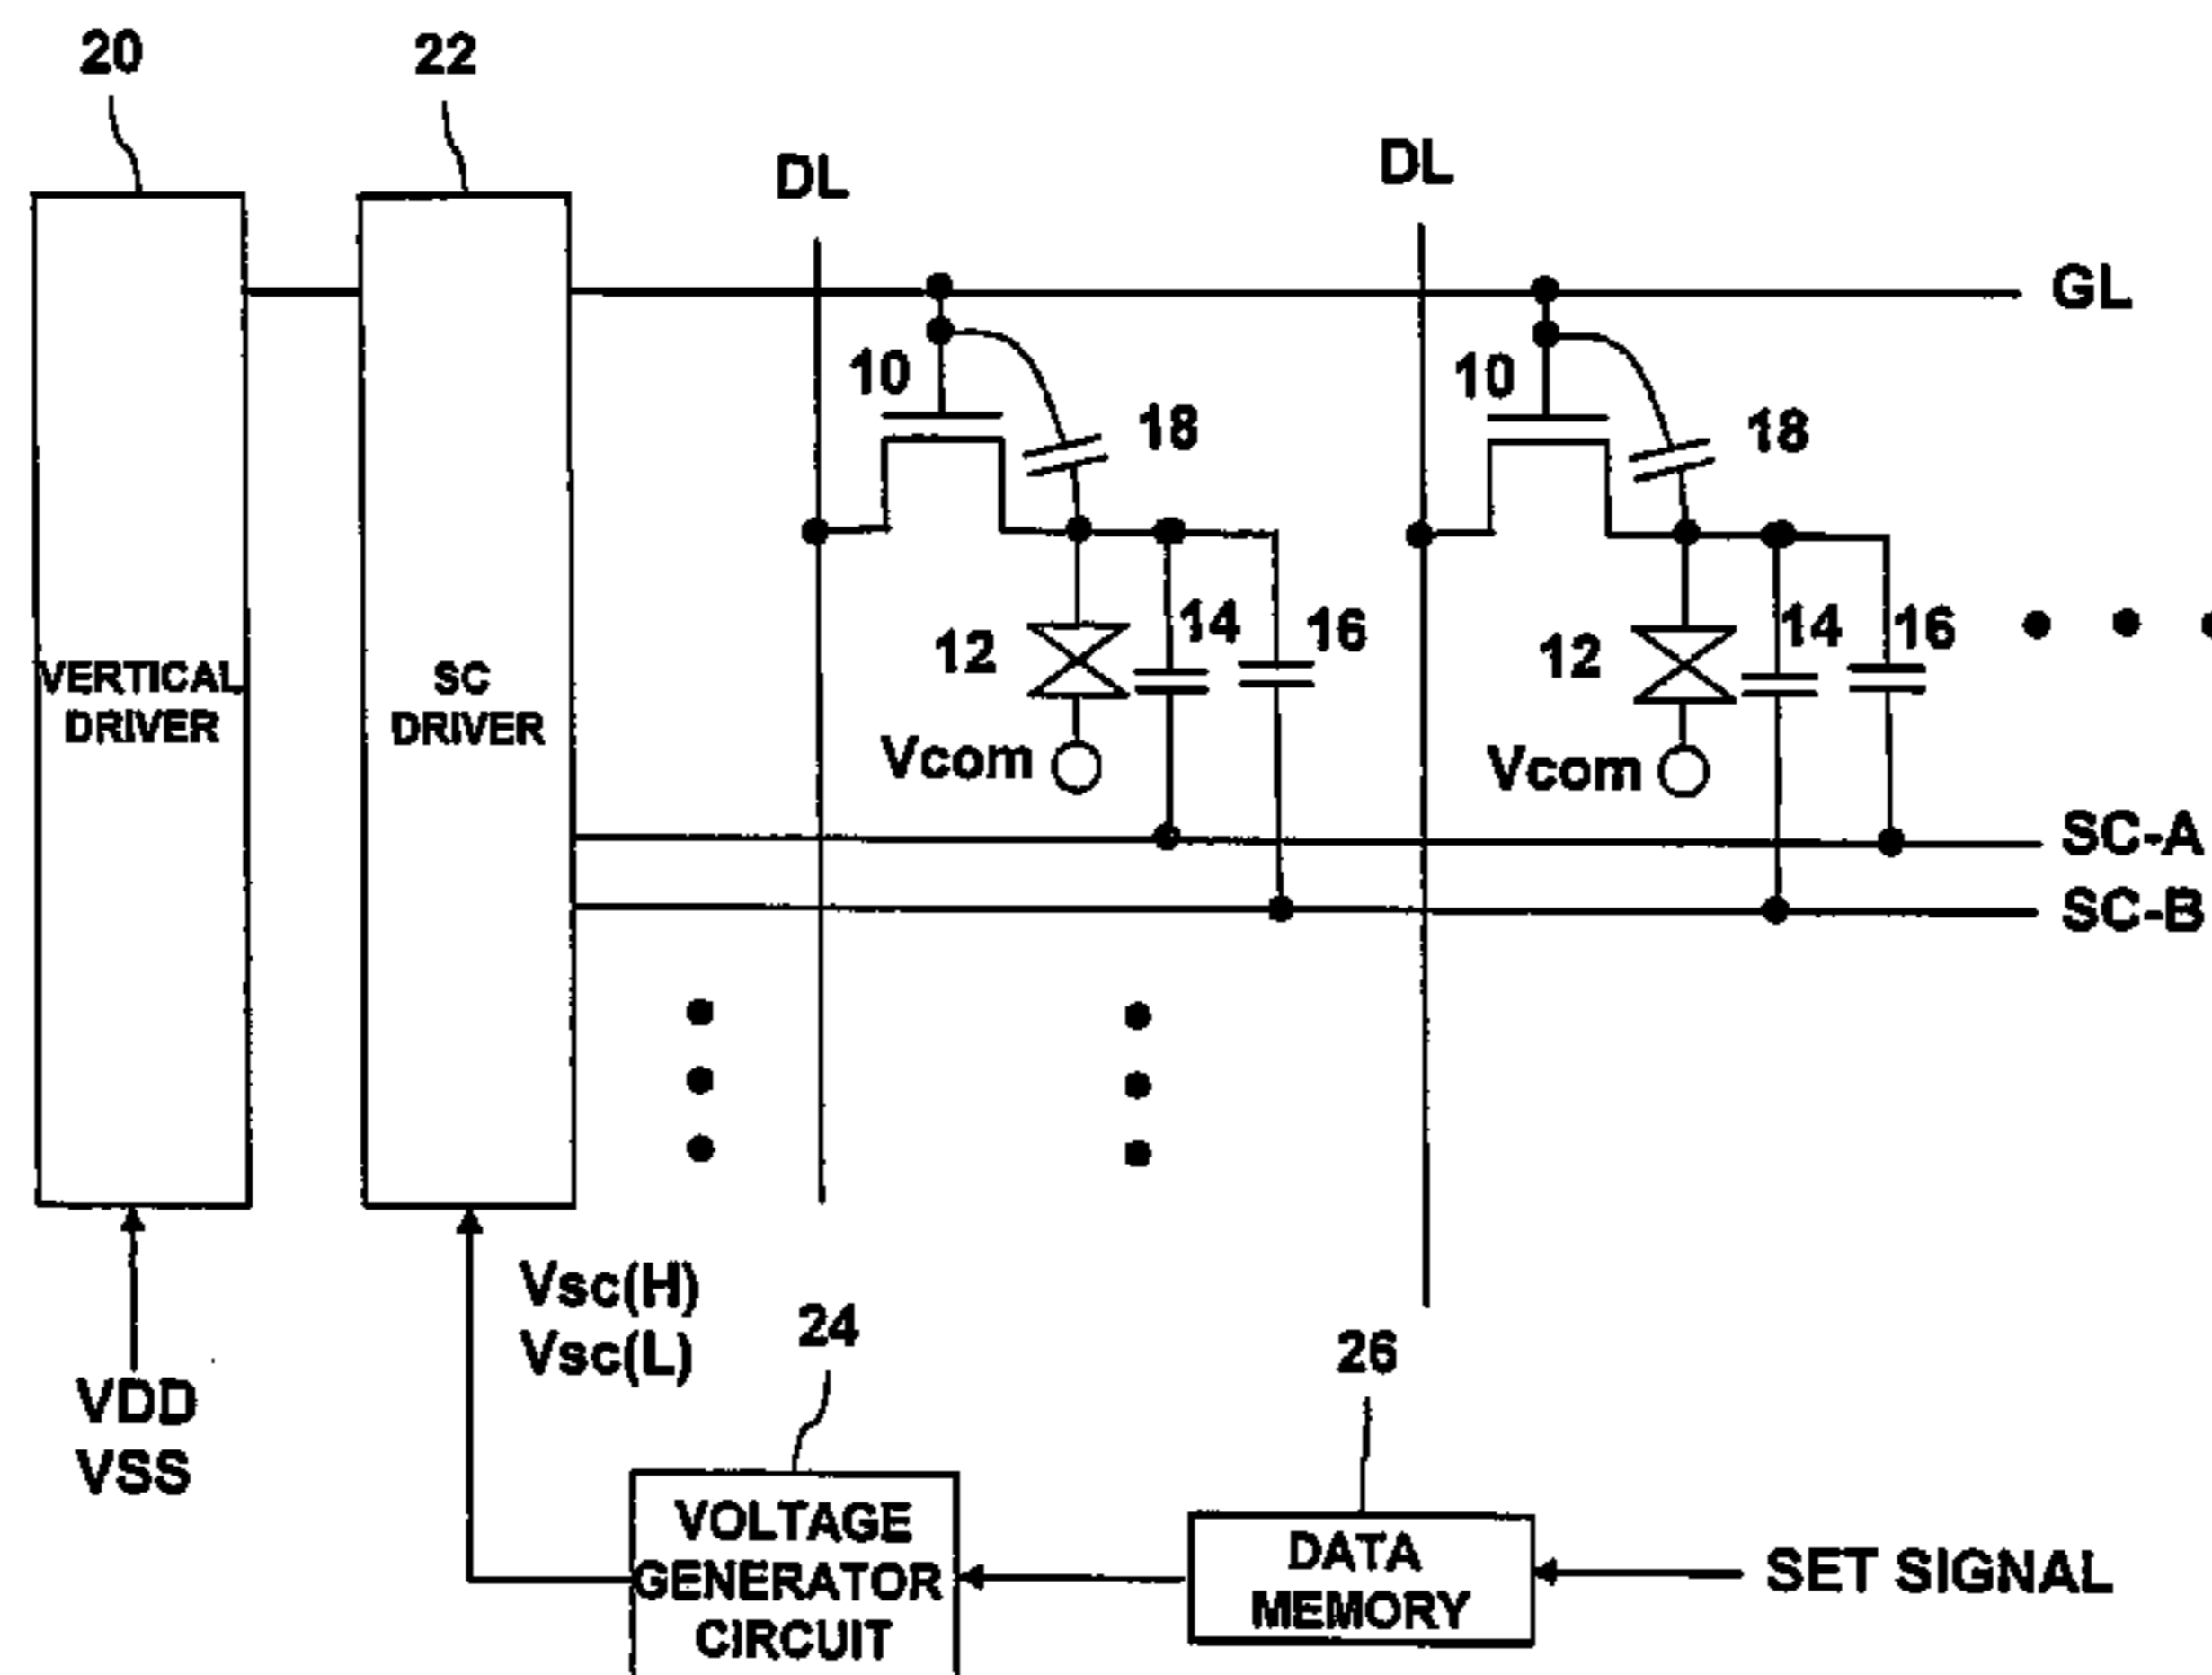 20
22
DL
DL
GL
10
18
10
18
12
14
16
12
14
16
VERTICAL
DRIVER
SC
DRIVER
Vcom
Vcom
SC-A
SC-B
Vsc(H)
Vsc(L)
24
26
VDD
VSS
VOLTAGE
GENERATOR
CIRCUIT
DATA
MEMORY
SET SIGNAL